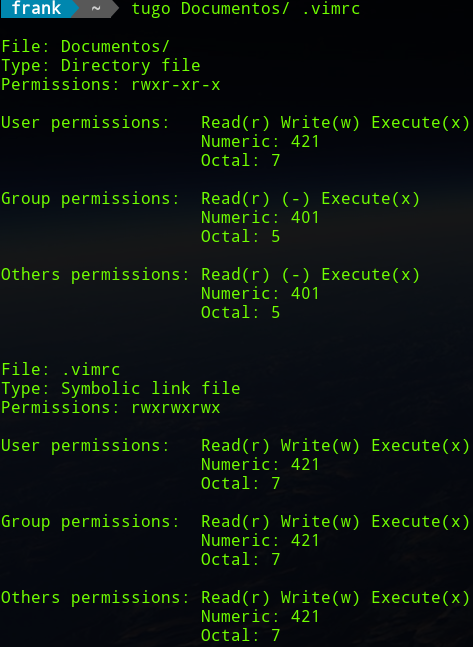 frank ~ tugo Documentos/ .vimrc
File: Documentos/
Type: Directory file
Permissions: rwxr-xr-x
User permissions: Read(r) Write(w) Execute(x)
Numeric: 421
Octal: 7
Group permissions: Read(r) (-) Execute(x)
Numeric: 401
Octal: 5
Others permissions: Read(r) (-) Execute(x)
Numeric: 401
Octal: 5
File: .vimrc
Type: Symbolic link file
Permissions: rwxrwxrwx
User permissions: Read(r) Write(w) Execute(x)
Numeric: 421
Octal: 7
Group permissions: Read(r) Write(w) Execute(x)
Numeric: 421
Octal: 7
Others permissions: Read(r) Write(w) Execute(x)
Numeric: 421
Octal: 7